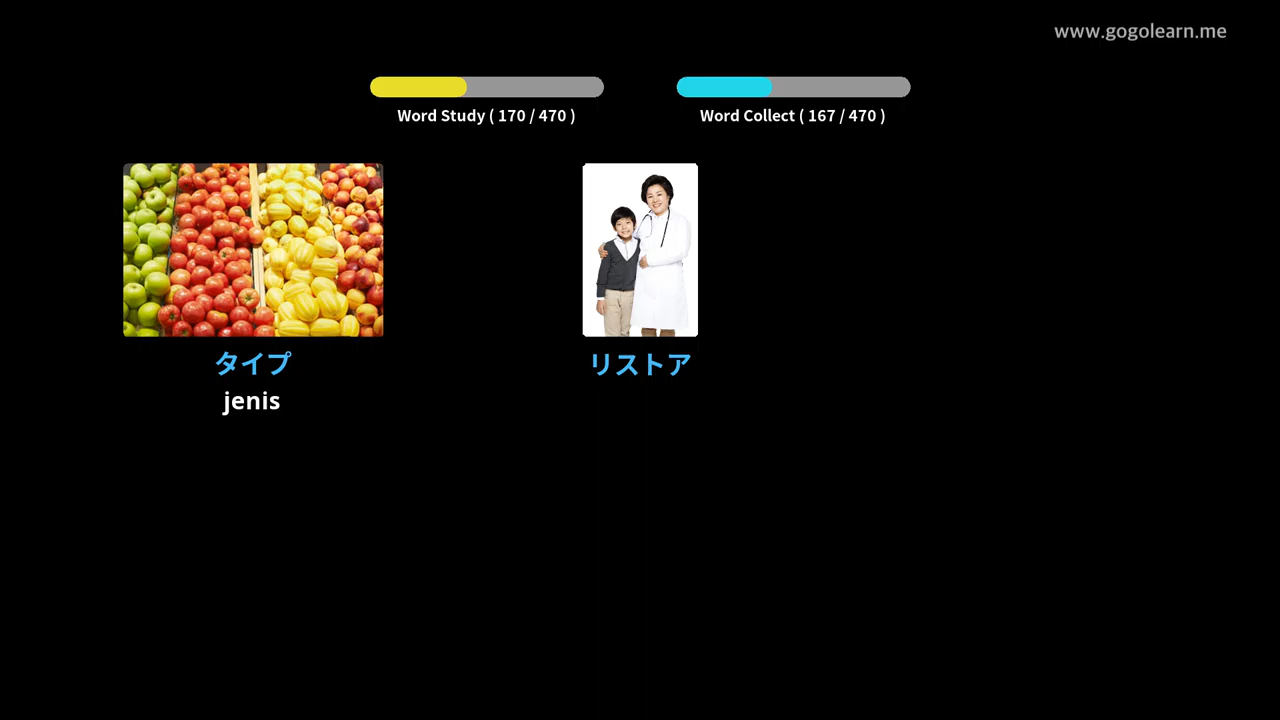 www.gogolearn.me
Word Study ( 170 / 470 )
Word Collect ( 167 / 470 )
タイプ
jenis
リストア